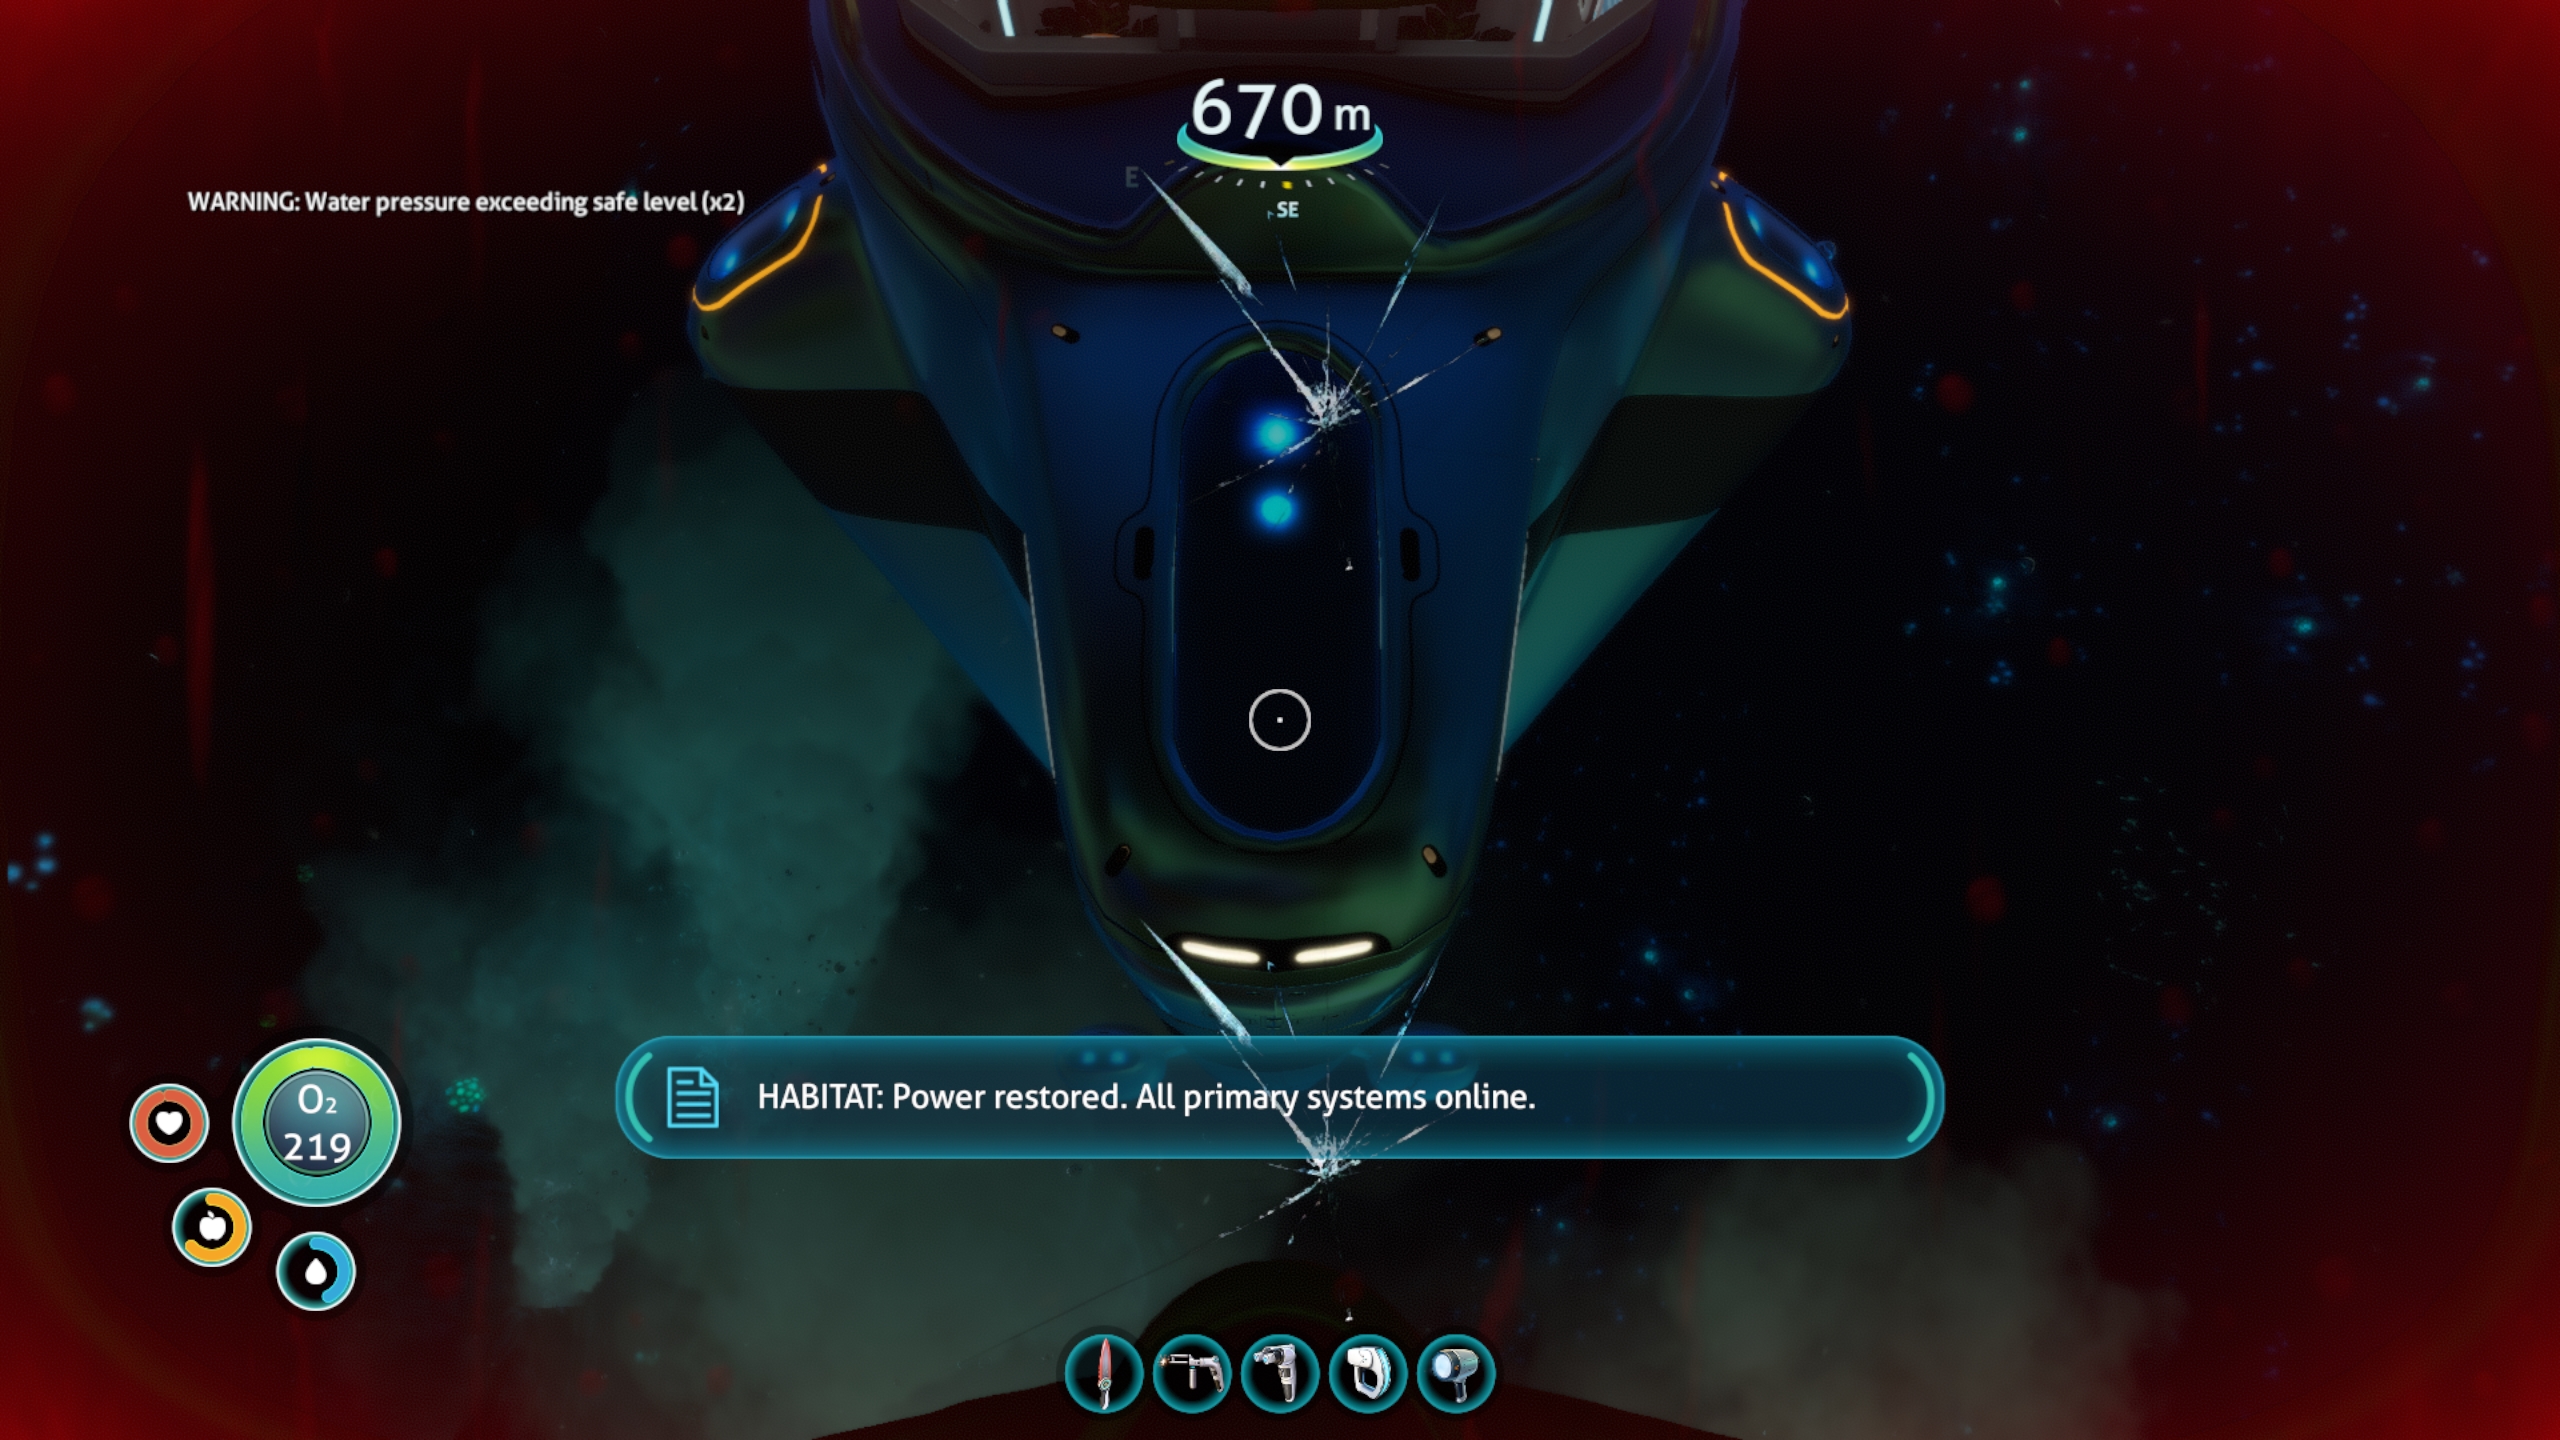 670 m
E
SE
WARNING: Water pressure exceeding safe level (x2)
HABITAT: Power restored. All primary systems online.
O2
219